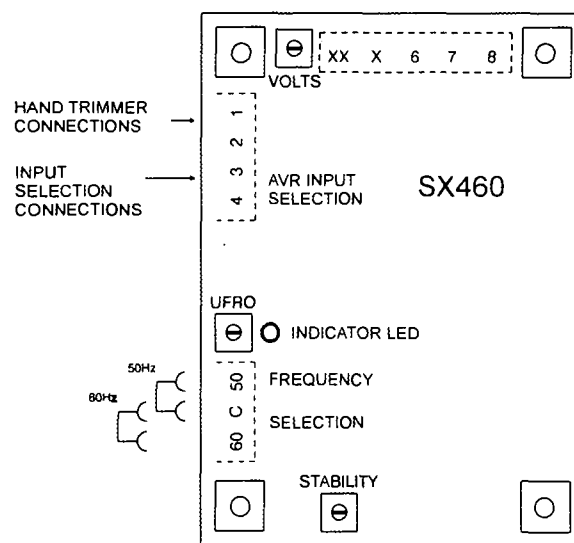 XX X 6 7 8
VOLTS
HAND TRIMMER
CONNECTIONS
1
2
3
4
INPUT
SELECTION
CONNECTIONS
AVR INPUT
SELECTION
SX460
UFRO
INDICATOR LED
50Hz
60Hz
50
C
60
FREQUENCY
SELECTION
STABILITY